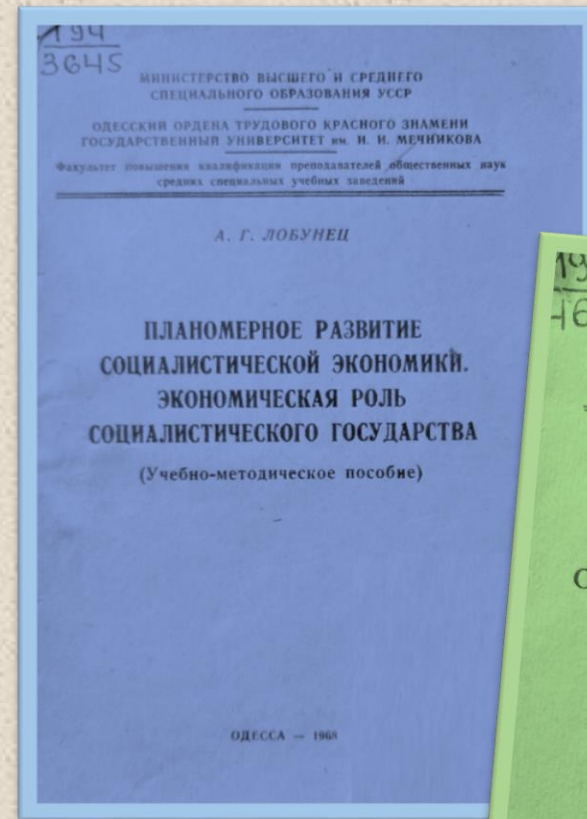 194
3645
МИНИСТЕРСТВО ВЫСШЕГО И СРЕДНЕГО
СПЕЦИАЛЬНОГО ОБРАЗОВАНИЯ УССР
ОДЕССКИЙ ОРДЕНА ТРУДОВОГО КРАСНОГО ЗНАМЕНИ
ГОСУДАРСТВЕННЫЙ УНИВЕРСИТЕТ им. И. И. МЕЧНИКОВА
Факультет повышения квалификации преподавателей общественных наук
средних специальных учебных заведений
А. Г. ЛОБУНЕЦ
ПЛАНОМЕРНОЕ РАЗВИТИЕ
СОЦИАЛИСТИЧЕСКОЙ ЭКОНОМИКИ.
ЭКОНОМИЧЕСКАЯ РОЛЬ
СОЦИАЛИСТИЧЕСКОГО ГОСУДАРСТВА
(Учебно-методическое пособие)
ОДЕССА — 1968
19
46
О